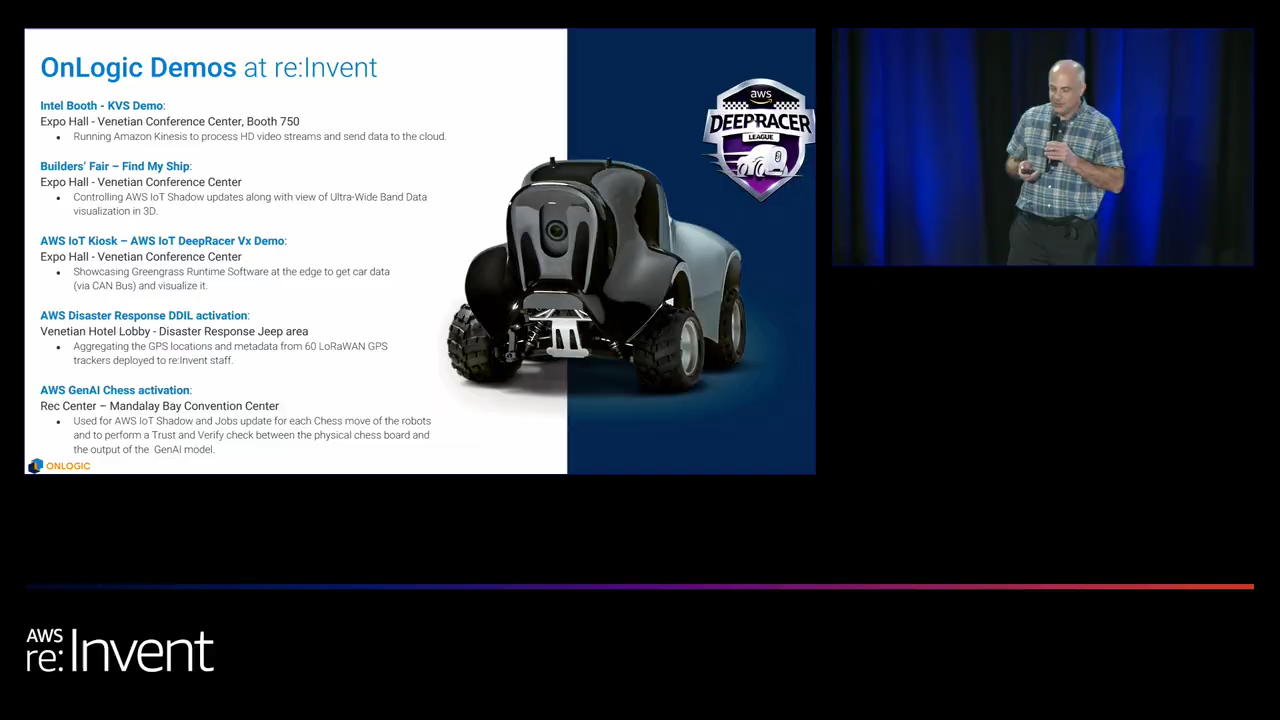 OnLogic Demos at re:Invent
Intel Booth - KVS Demo:
Expo Hall - Venetian Conference Center, Booth 750
• Running Amazon Kinesis to process HD video streams and send data to the cloud.
Builders' Fair – Find My Ship:
Expo Hall - Venetian Conference Center
• Controlling AWS IoT Shadow updates along with view of Ultra-Wide Band Data
visualization in 3D.
AWS IoT Kiosk – AWS IoT DeepRacer Vx Demo:
Expo Hall - Venetian Conference Center
• Showcasing Greengrass Runtime Software at the edge to get car data
(via CAN Bus) and visualize it.
AWS Disaster Response DDIL activation:
Venetian Hotel Lobby - Disaster Response Jeep area
• Aggregating the GPS locations and metadata from 60 LoRaWAN GPS
trackers deployed to re:Invent staff.
AWS GenAI Chess activation:
Rec Center – Mandalay Bay Convention Center
• Used for AWS IoT Shadow and Jobs update for each Chess move of the robots
and to perform a Trust and Verify check between the physical chess board and
the output of the GenAI model.
ONLOGIC
aws
DEEPRACER
LEAGUE
AWS
re:Invent